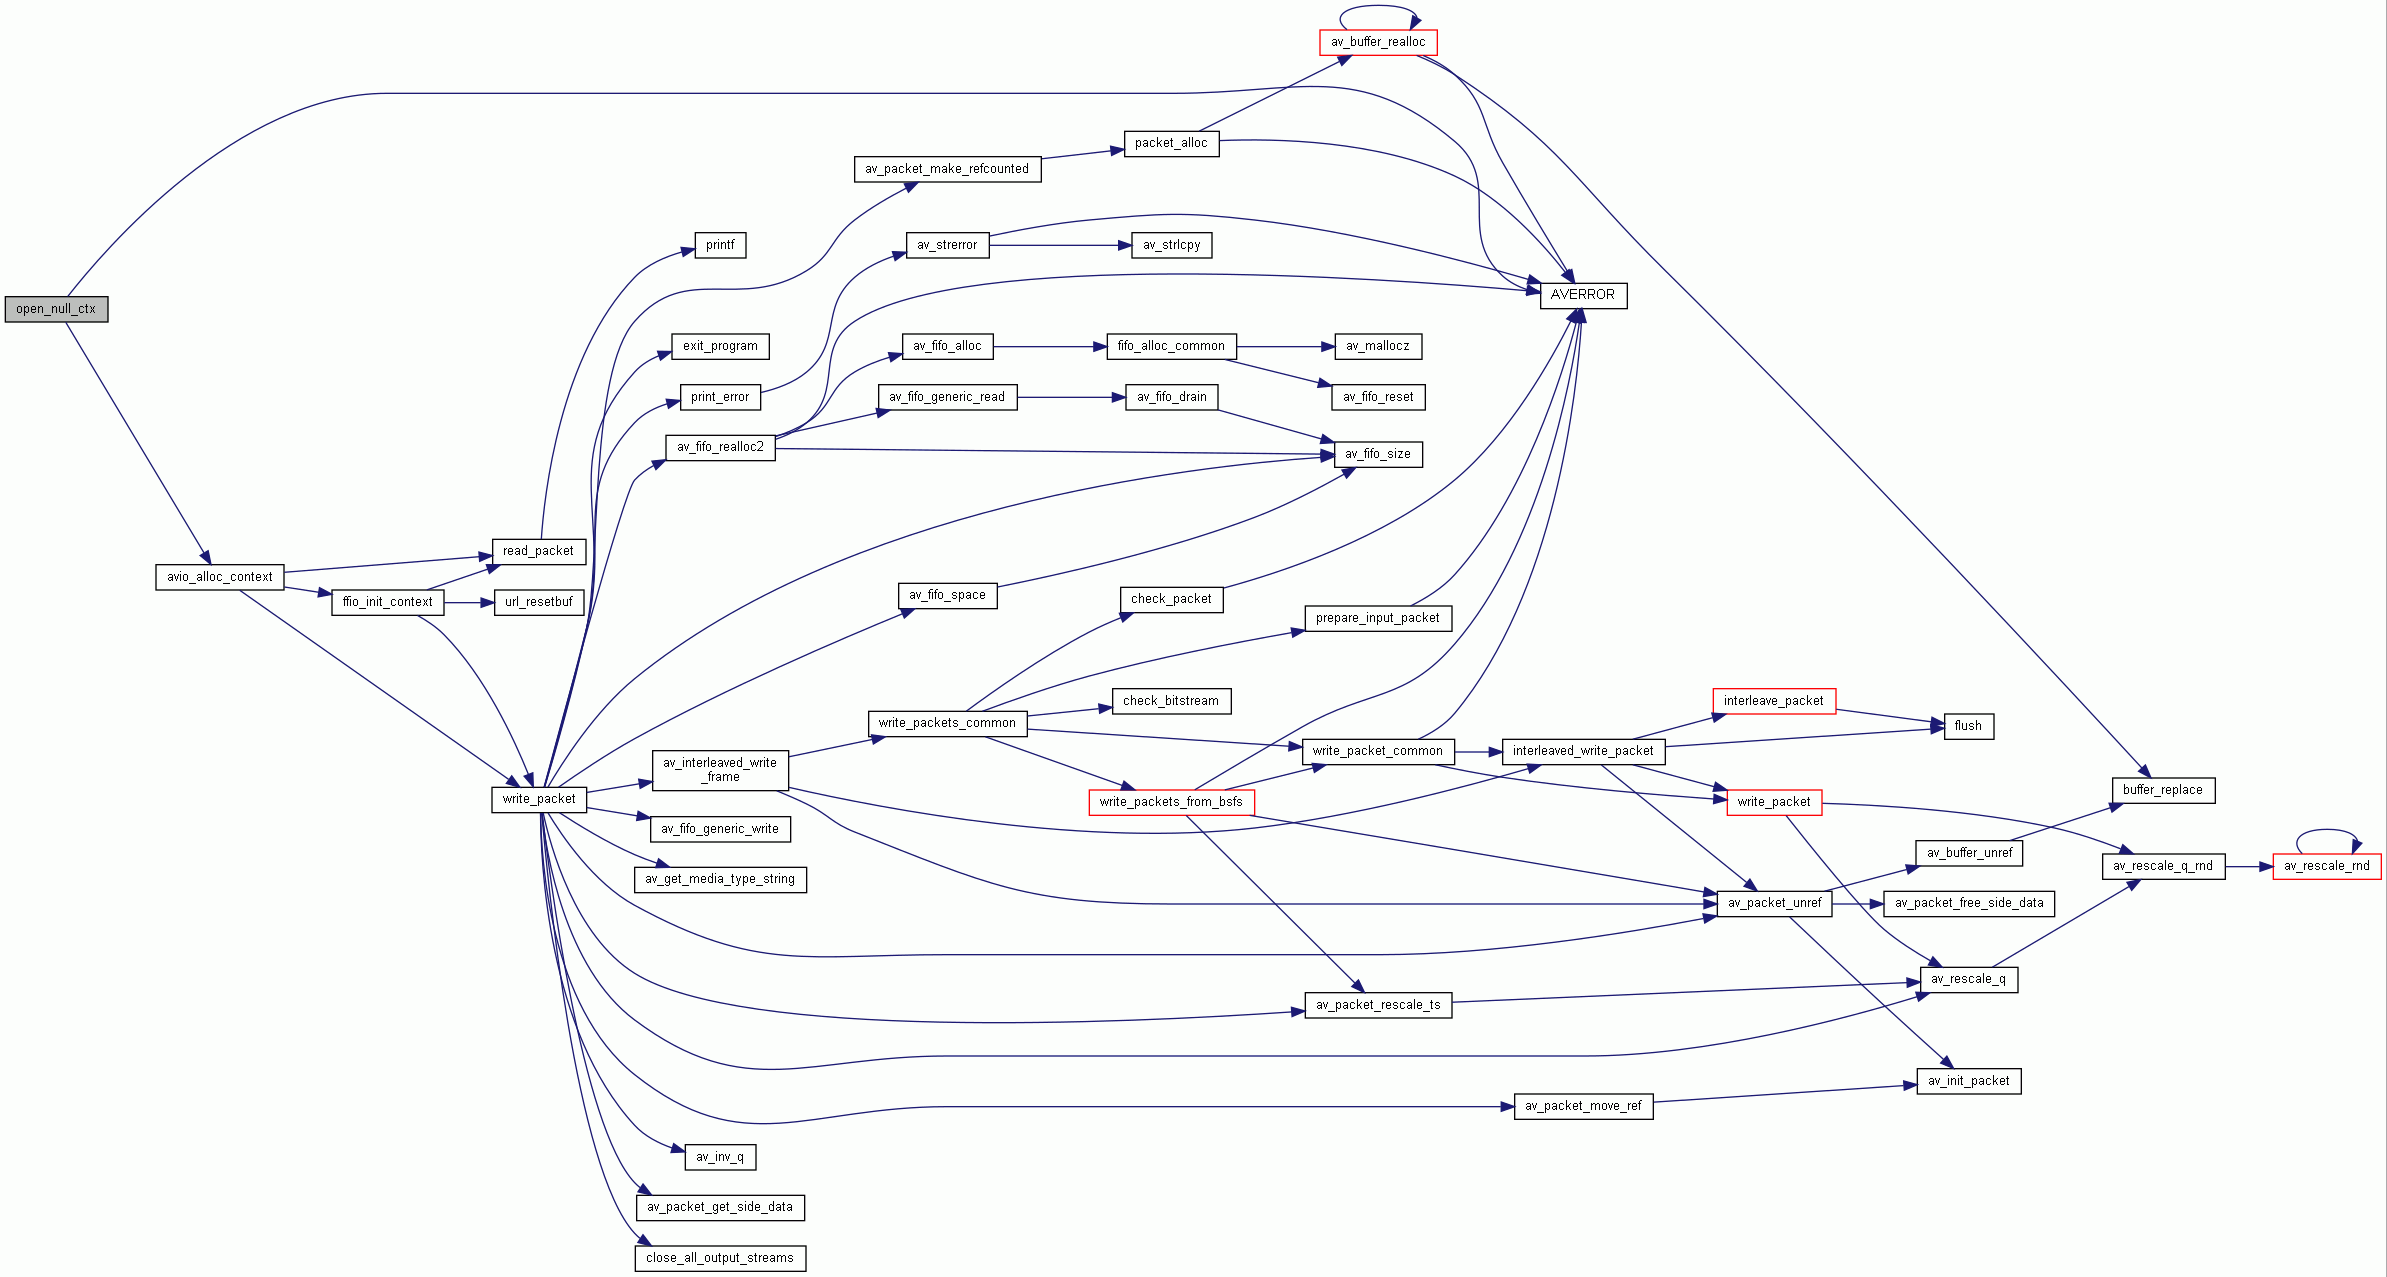 av_buffer_realloc
packet_alloc
av_packet_make_refcounted
printf
av_strerror
av_strlcpy
AVERROR
open_null_ctx
exit_program
av_fifo_alloc
fifo_alloc_common
av_mallocz
print_error
av_fifo_generic_read
av_fifo_drain
av_fifo_reset
av_fifo_realloc2
av_fifo_size
read_packet
avio_alloc_context
ffio_init_context
url_resetbuf
av_fifo_space
check_packet
prepare_input_packet
check_bitstream
interleave_packet
write_packets_common
flush
av_interleaved_write
_frame
write_packet_common
interleaved_write_packet
buffer_replace
write_packet
write_packets_from_bsfs
write_packet
av_fifo_generic_write
av_buffer_unref
av_rescale_q_rnd
av_rescale_rnd
av_get_media_type_string
av_packet_unref
av_packet_free_side_data
av_rescale_q
av_packet_rescale_ts
av_init_packet
av_packet_move_ref
av_inv_q
av_packet_get_side_data
close_all_output_streams